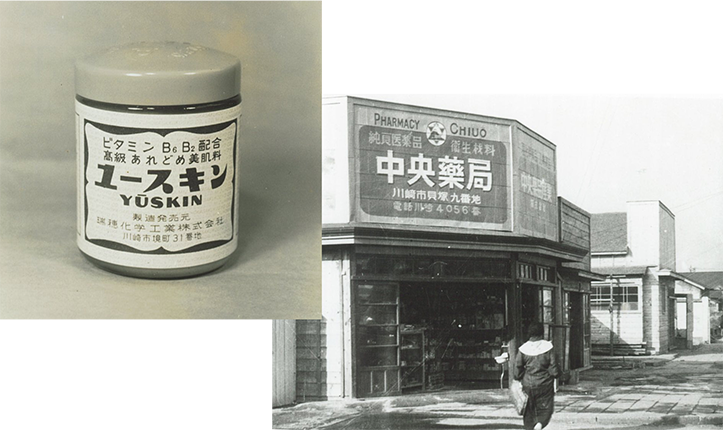 ビタミン B₆ B₂ 配合
高級 あれどめ 美肌料
ユースキン
YŪSKIN
製造発売元
瑞穂化学工業株式会社
川崎市境町31番地
PHARMACY CHIUO
純良医薬品 衛生材料
中央薬局
川崎市貝塚九番地
電話川崎4056番